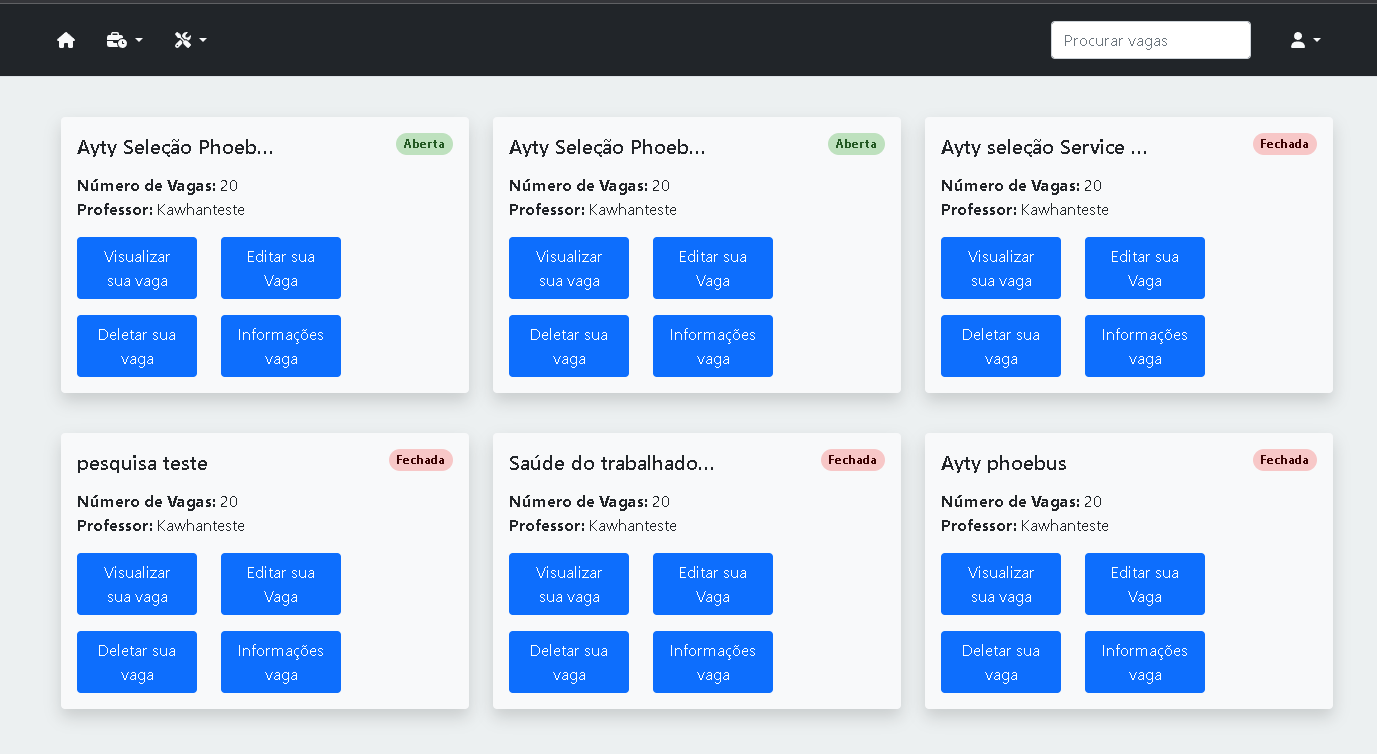 Procurar vagas
Ayty Seleção Phoeb...
Aberta
Número de Vagas: 20
Professor: Kawhanteste
Visualizar
sua vaga
Editar sua
Vaga
Deletar sua
vaga
Informações
vaga
Ayty Seleção Phoeb...
Aberta
Número de Vagas: 20
Professor: Kawhanteste
Visualizar
sua vaga
Editar sua
Vaga
Deletar sua
vaga
Informações
vaga
Ayty seleção Service ...
Fechada
Número de Vagas: 20
Professor: Kawhanteste
Visualizar
sua vaga
Editar sua
Vaga
Deletar sua
vaga
Informações
vaga
pesquisa teste
Fechada
Número de Vagas: 20
Professor: Kawhanteste
Visualizar
sua vaga
Editar sua
Vaga
Deletar sua
vaga
Informações
vaga
Saúde do trabalhado...
Fechada
Número de Vagas: 20
Professor: Kawhanteste
Visualizar
sua vaga
Editar sua
Vaga
Deletar sua
vaga
Informações
vaga
Ayty phoebus
Fechada
Número de Vagas: 20
Professor: Kawhanteste
Visualizar
sua vaga
Editar sua
Vaga
Deletar sua
vaga
Informações
vaga